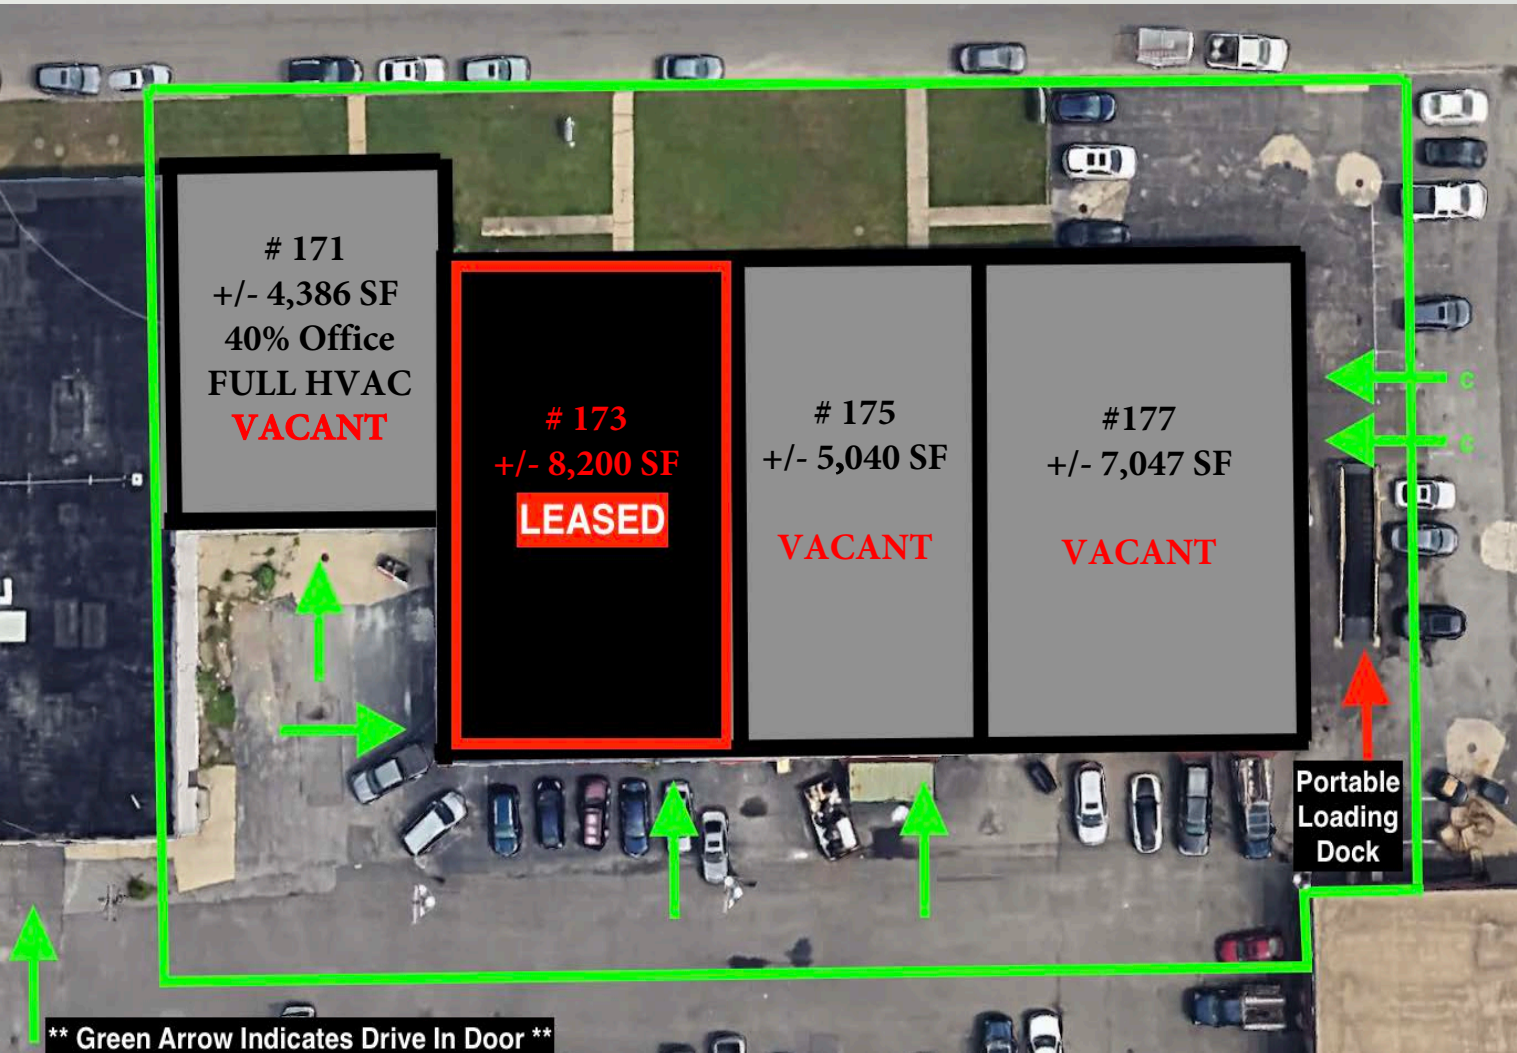 # 171
+/- 4,386 SF
40% Office
FULL HVAC
VACANT
# 173
+/- 8,200 SF
LEASED
# 175
+/- 5,040 SF
VACANT
#177
+/- 7,047 SF
VACANT
c
c
Portable
Loading
Dock
** Green Arrow Indicates Drive In Door **